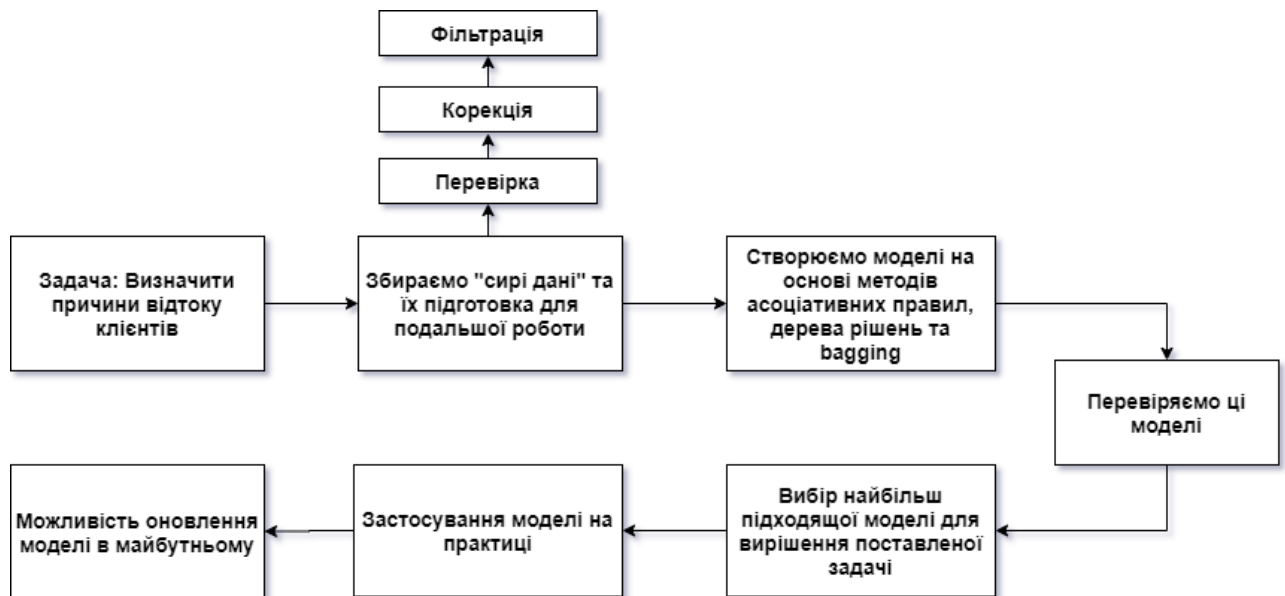 Фільтрація
Корекція
Перевірка
Задача: Визначити
причини відтоку
клієнтів
Збираємо "сирі дані" та
їх підготовка для
подальшої роботи
Створюємо моделі на
основі методів
асоціативних правил,
дерева рішень та
bagging
Перевіряємо ці
моделі
Вибір найбільш
підходящої моделі для
вирішення поставленої
задачі
Застосування моделі на
практиці
Можливість оновлення
моделі в майбутньому